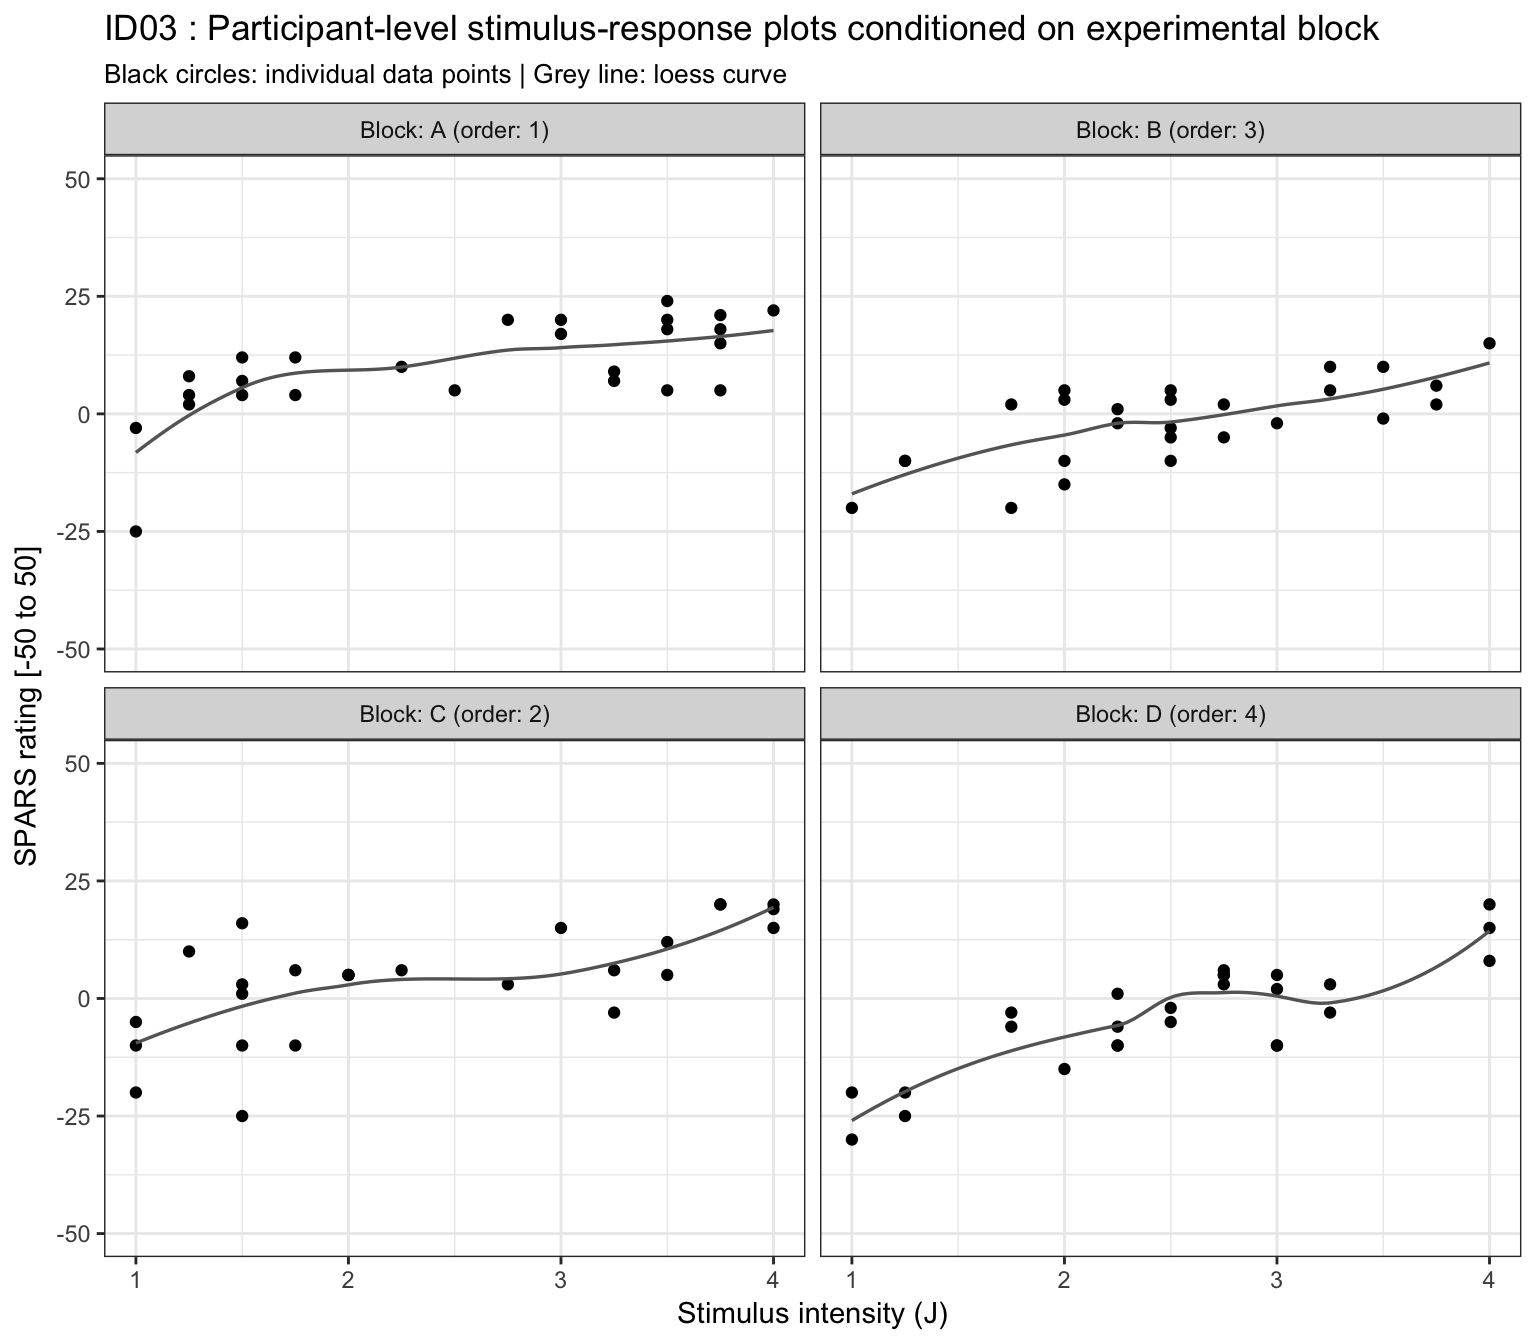 ID03 : Participant-level stimulus-response plots conditioned on experimental block
Black circles: individual data points | Grey line: loess curve
Block: A (order: 1)
Block: B (order: 3)
50
25
0
-25
-50
Block: C (order: 2)
Block: D (order: 4)
50
25
0
-25
-50
SPARS rating [-50 to 50]
1 2 3 4
1 2 3 4
Stimulus intensity (J)